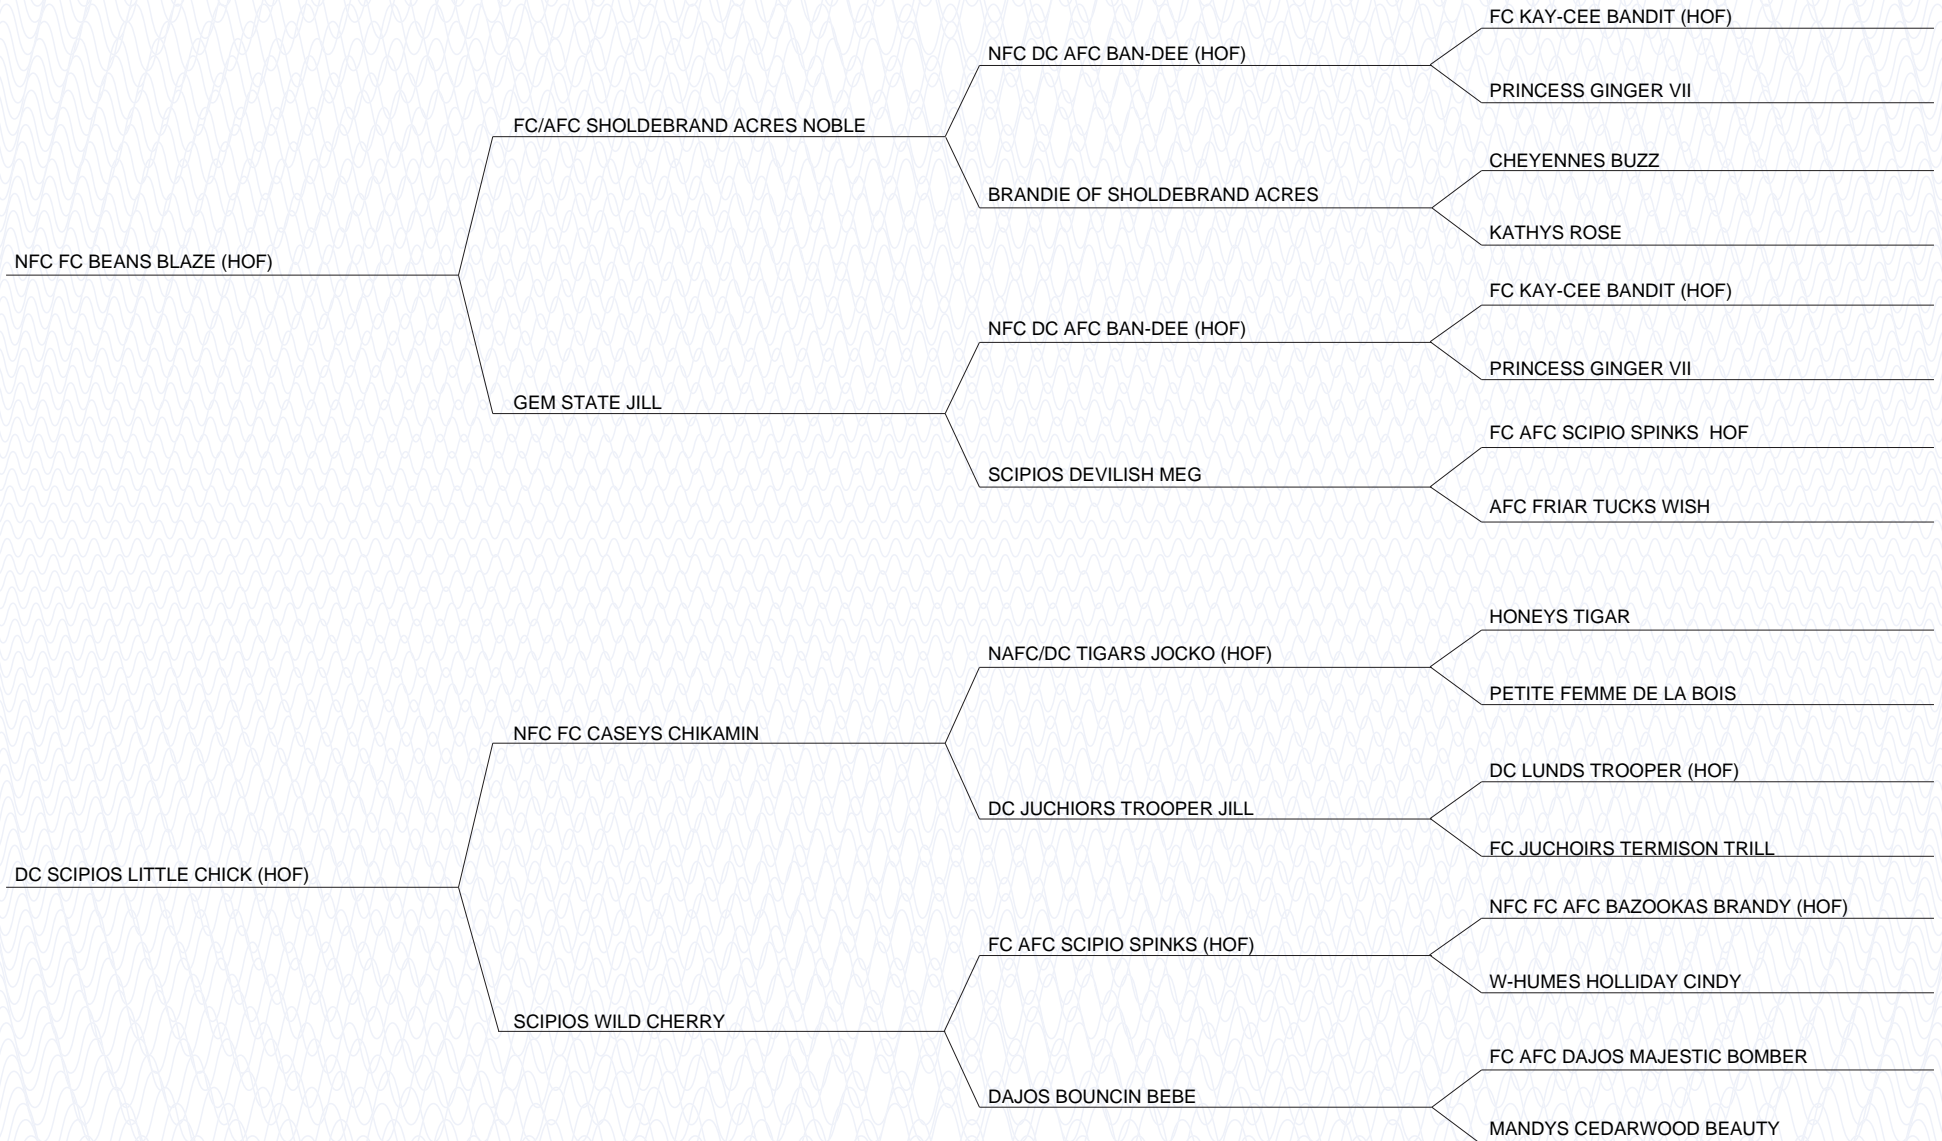 FC KAY-CEE BANDIT (HOF)
NFC DC AFC BAN-DEE (HOF)
PRINCESS GINGER VII
FC/AFC SHOLDEBRAND ACRES NOBLE
CHEYENNES BUZZ
BRANDIE OF SHOLDEBRAND ACRES
KATHYS ROSE
NFC FC BEANS BLAZE (HOF)
FC KAY-CEE BANDIT (HOF)
NFC DC AFC BAN-DEE (HOF)
PRINCESS GINGER VII
GEM STATE JILL
FC AFC SCIPIO SPINKS  HOF
SCIPIOS DEVILISH MEG
AFC FRIAR TUCKS WISH
HONEYS TIGAR
NAFC/DC TIGARS JOCKO (HOF)
PETITE FEMME DE LA BOIS
NFC FC CASEYS CHIKAMIN
DC LUNDS TROOPER (HOF)
DC JUCHIORS TROOPER JILL
FC JUCHOIRS TERMISON TRILL
DC SCIPIOS LITTLE CHICK (HOF)
NFC FC AFC BAZOOKAS BRANDY (HOF)
FC AFC SCIPIO SPINKS (HOF)
W-HUMES HOLLIDAY CINDY
SCIPIOS WILD CHERRY
FC AFC DAJOS MAJESTIC BOMBER
DAJOS BOUNCIN BEBE
MANDYS CEDARWOOD BEAUTY